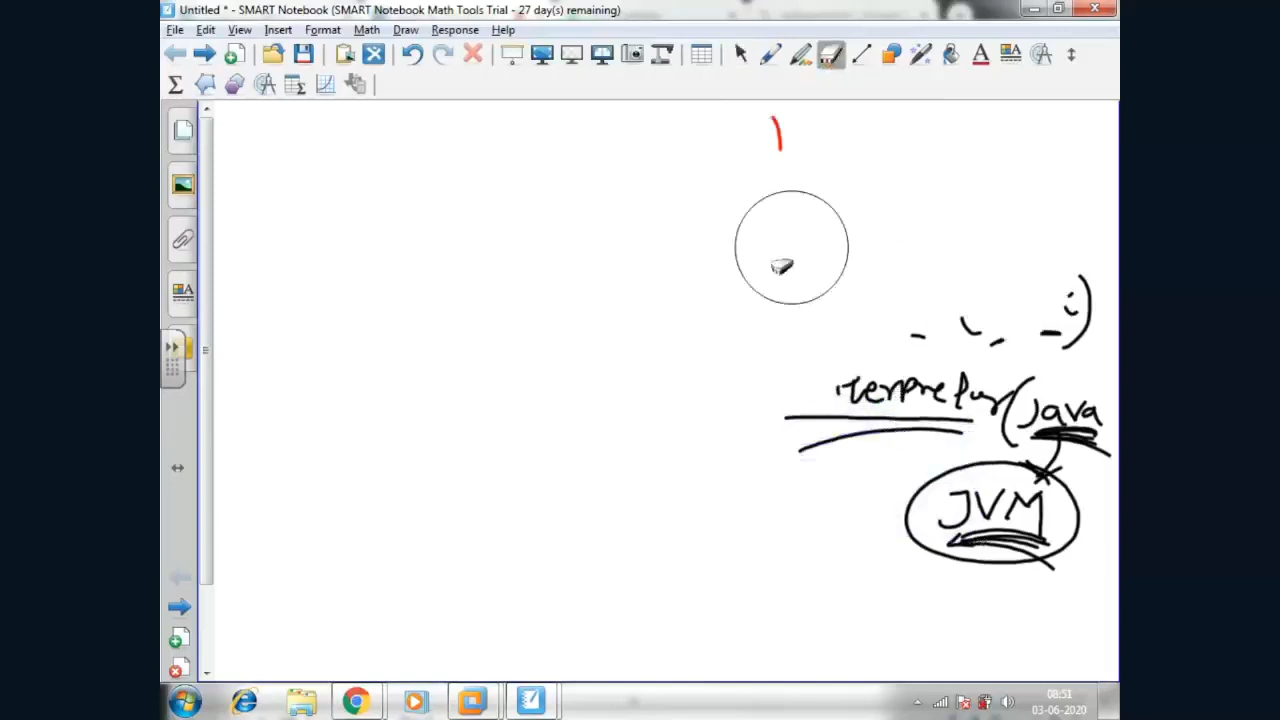 Untitled * - SMART Notebook (SMART Notebook Math Tools Trial - 27 day(s) remaining)
File Edit View Insert Format Math Draw Response Help
terpreter (java
JVM
08:51
03-06-2020